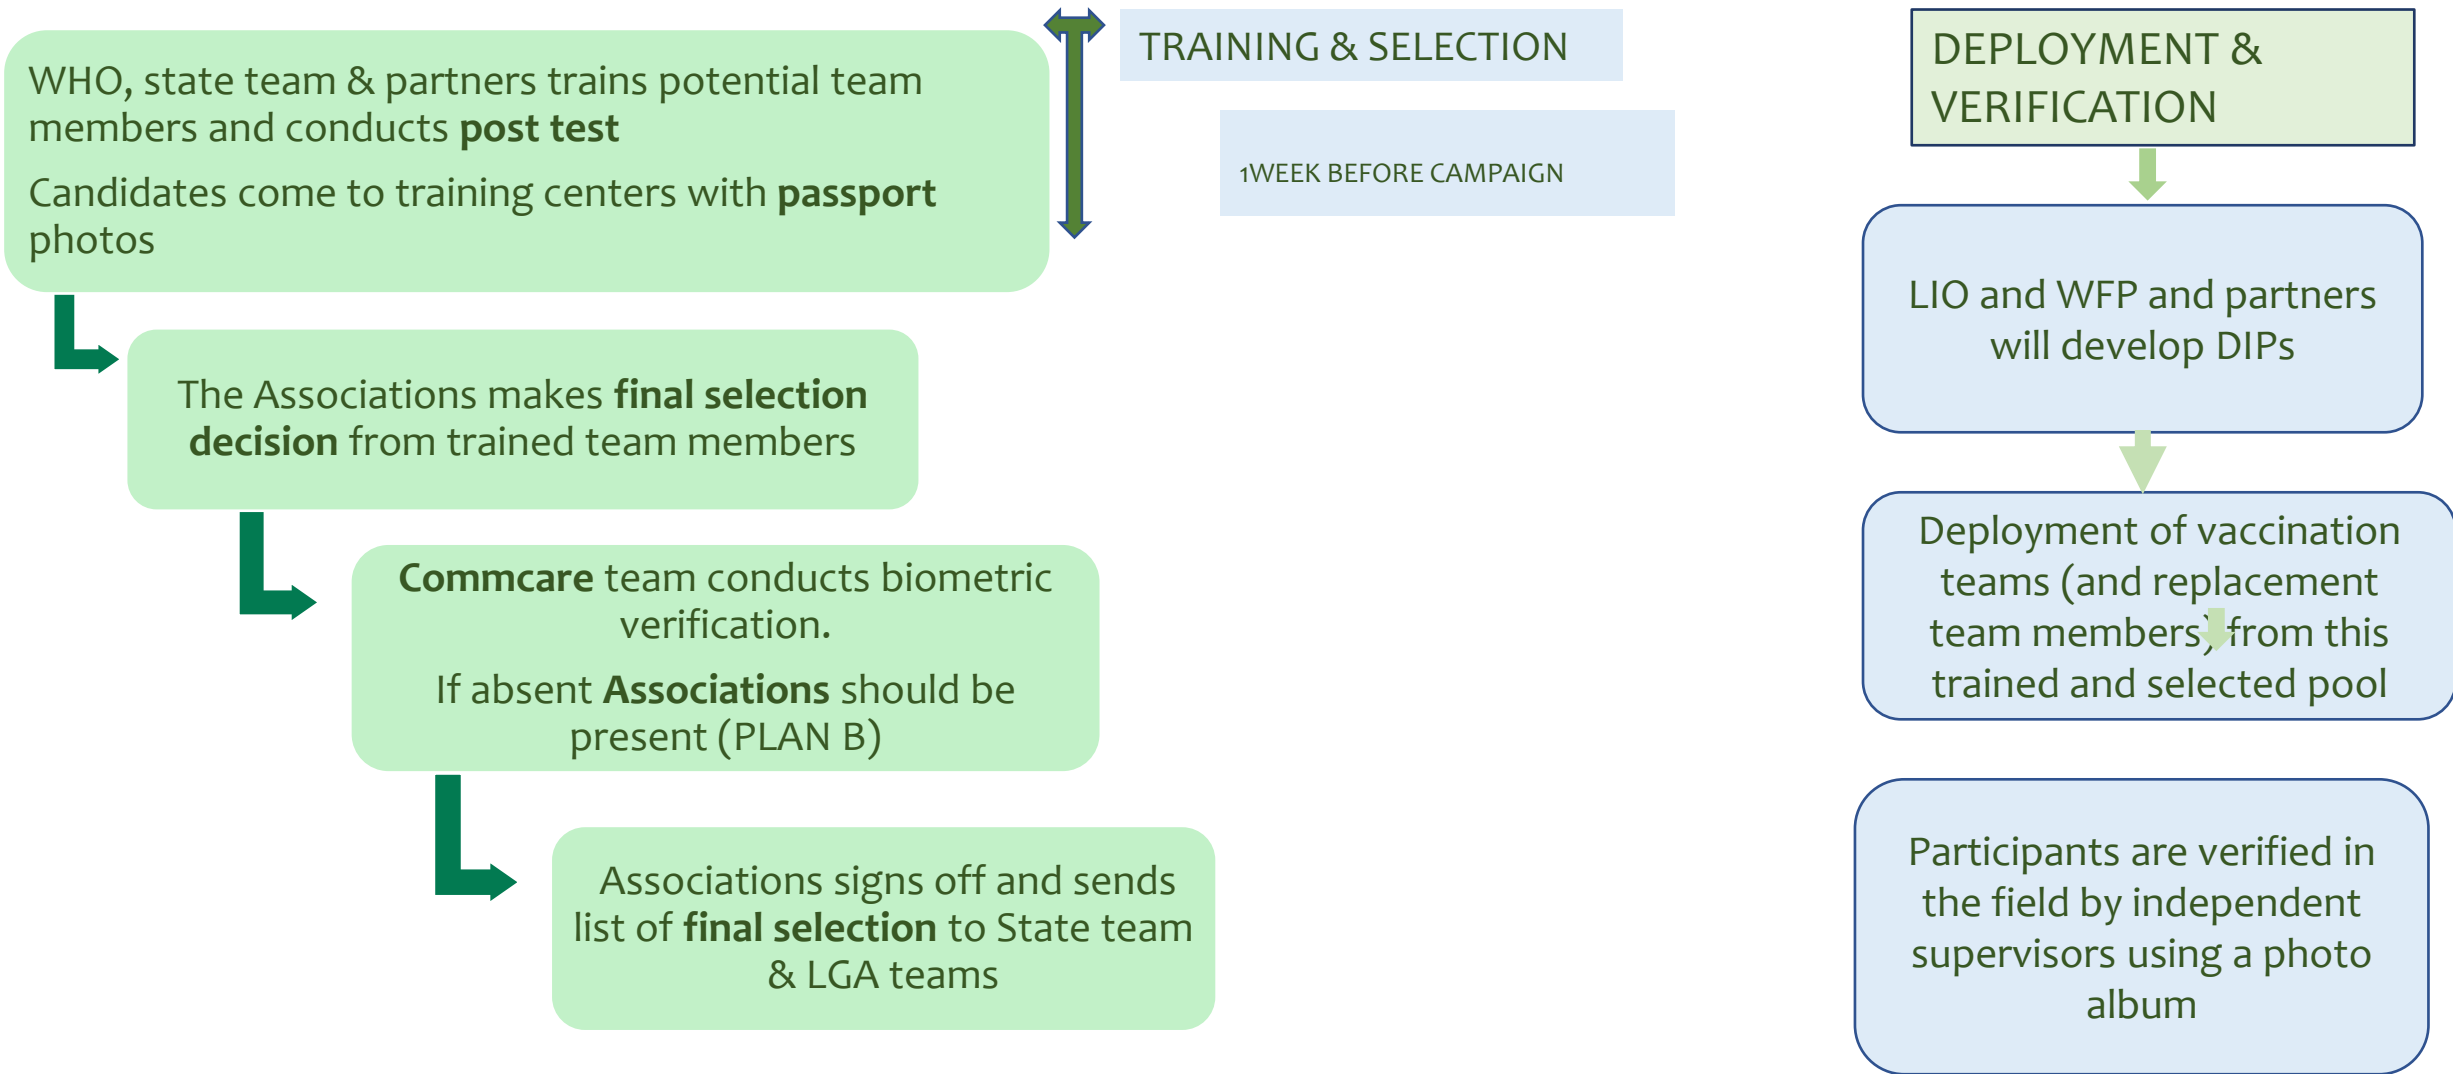 WHO, state team & partners trains potential team
members and conducts post test
Candidates come to training centers with passport
photos
TRAINING & SELECTION
1WEEK BEFORE CAMPAIGN
The Associations makes final selection
decision from trained team members
Commcare team conducts biometric
verification.
If absent Associations should be
present (PLAN B)
Associations signs off and sends
list of final selection to State team
& LGA teams
DEPLOYMENT &
VERIFICATION
LIO and WFP and partners
will develop DIPs
Deployment of vaccination
teams (and replacement
team members) from this
trained and selected pool
Participants are verified in
the field by independent
supervisors using a photo
album